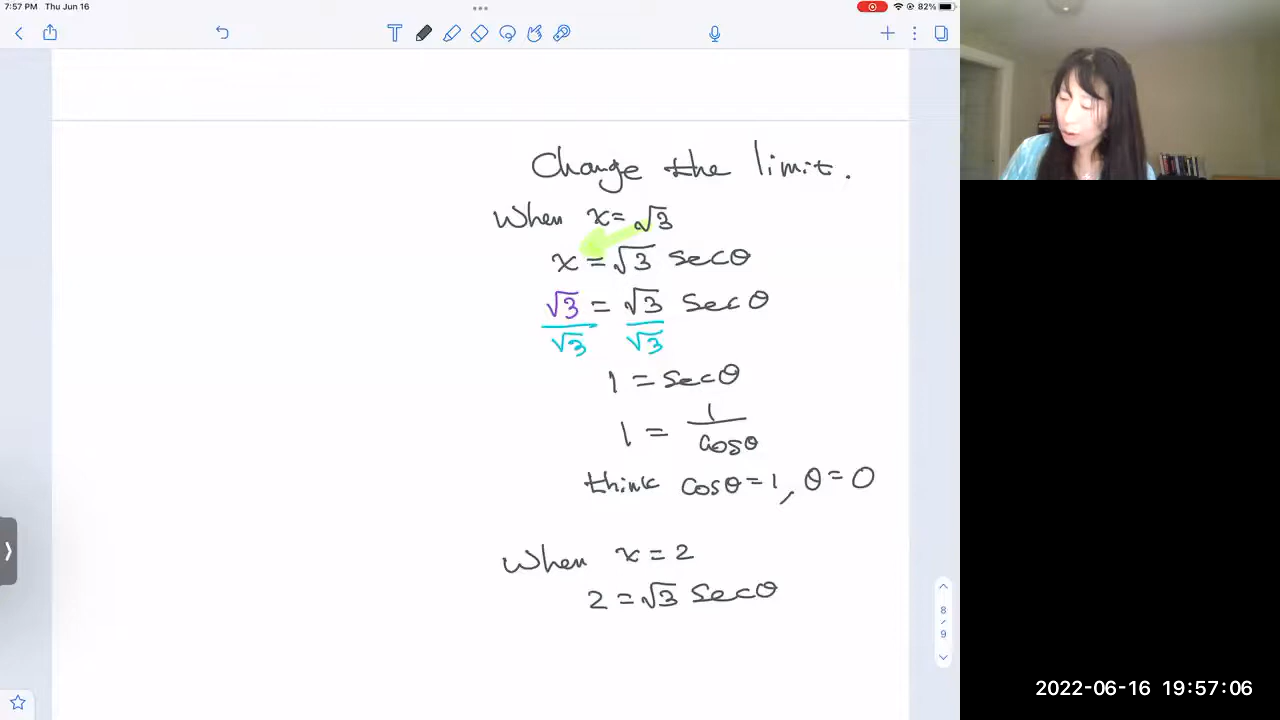 7:57 PM Thu Jun 16
82%
Change the limit.
When x = √3
x = √3 secθ
√3 = √3 secθ
√3 √3
1 = secθ
1 = 1/cosθ
think cosθ = 1, θ = 0
When x = 2
2 = √3 secθ
8
/
9
2022-06-16 19:57:06